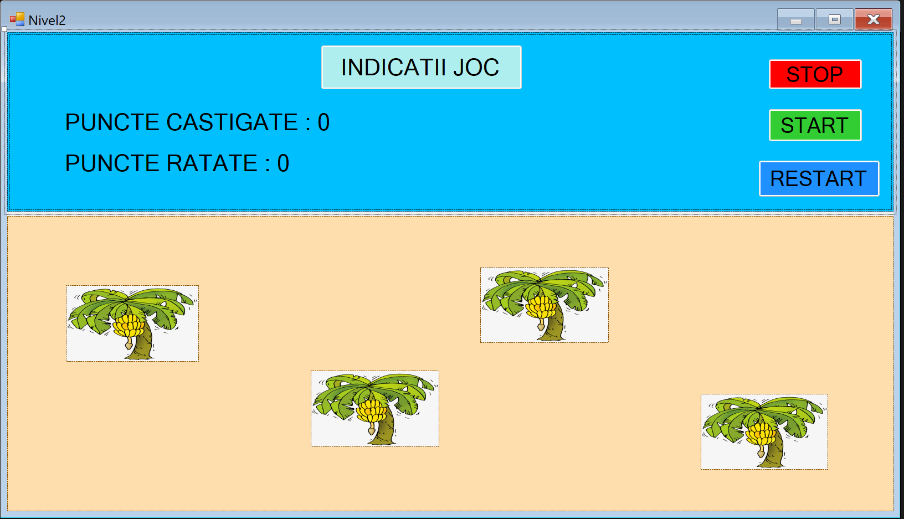 Nivel2
INDICATII JOC
STOP
PUNCTE CASTIGATE : 0
START
PUNCTE RATATE : 0
RESTART